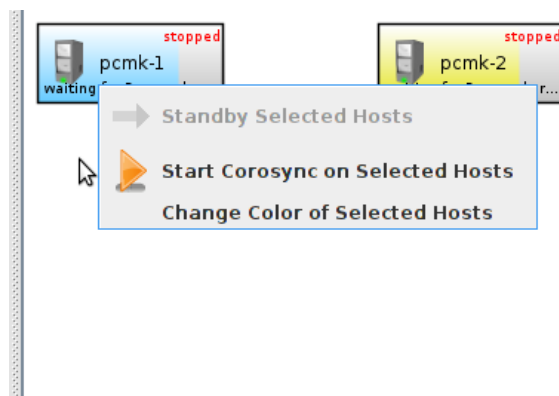 stopped
stopped
pcmk-1
pcmk-2
waiting
r...
Standby Selected Hosts
Start Corosync on Selected Hosts
Change Color of Selected Hosts